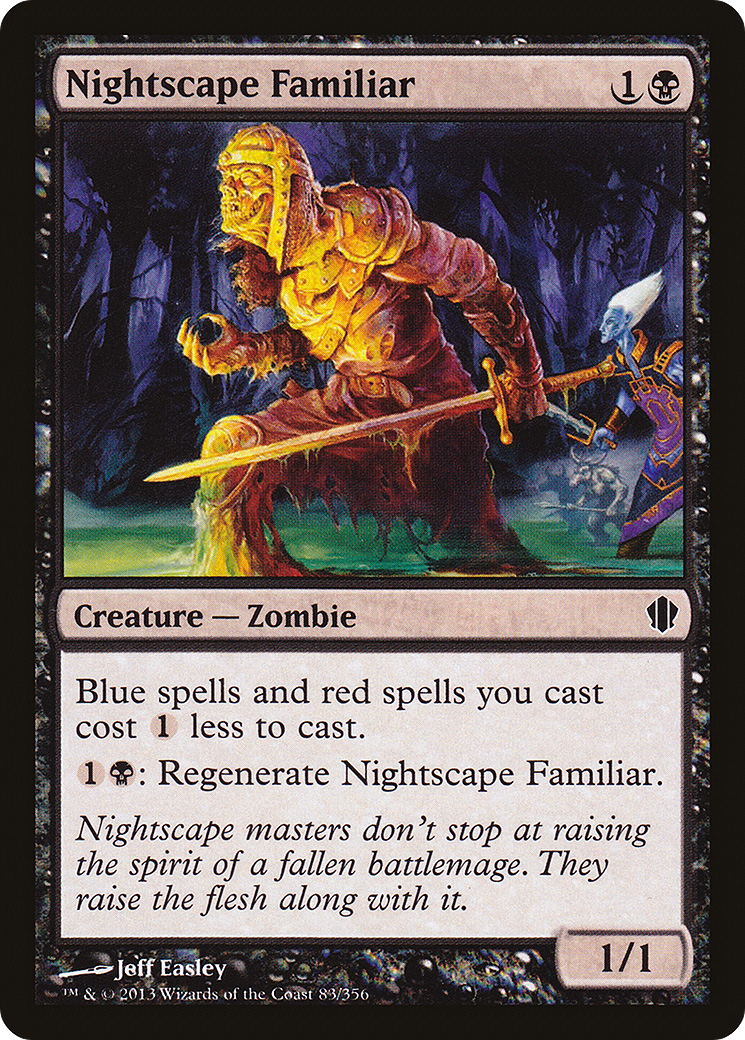 Nightscape Familiar 1
Creature — Zombie
Blue spells and red spells you cast
cost 1 less to cast.
1: Regenerate Nightscape Familiar.
Nightscape masters don't stop at raising
the spirit of a fallen battlemage. They
raise the flesh along with it.
1/1
Jeff Easley
™ & © 2013 Wizards of the Coast 83/356